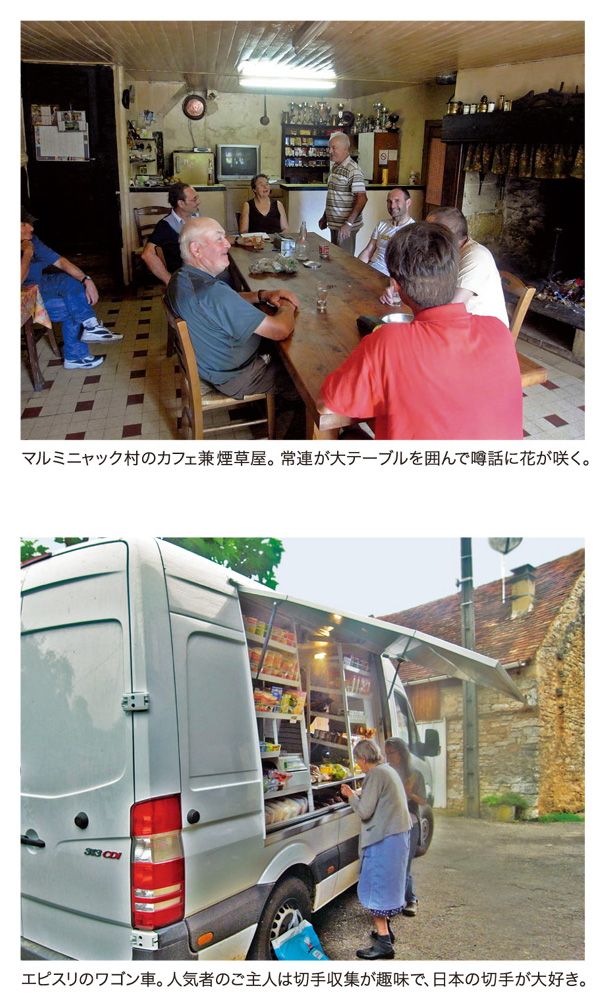 マルミニャック村のカフェ兼煙草屋。常連が大テーブルを囲んで噂話に花が咲く。
313 CDI
エピスリのワゴン車。人気者のご主人は切手収集が趣味で、日本の切手が大好き。